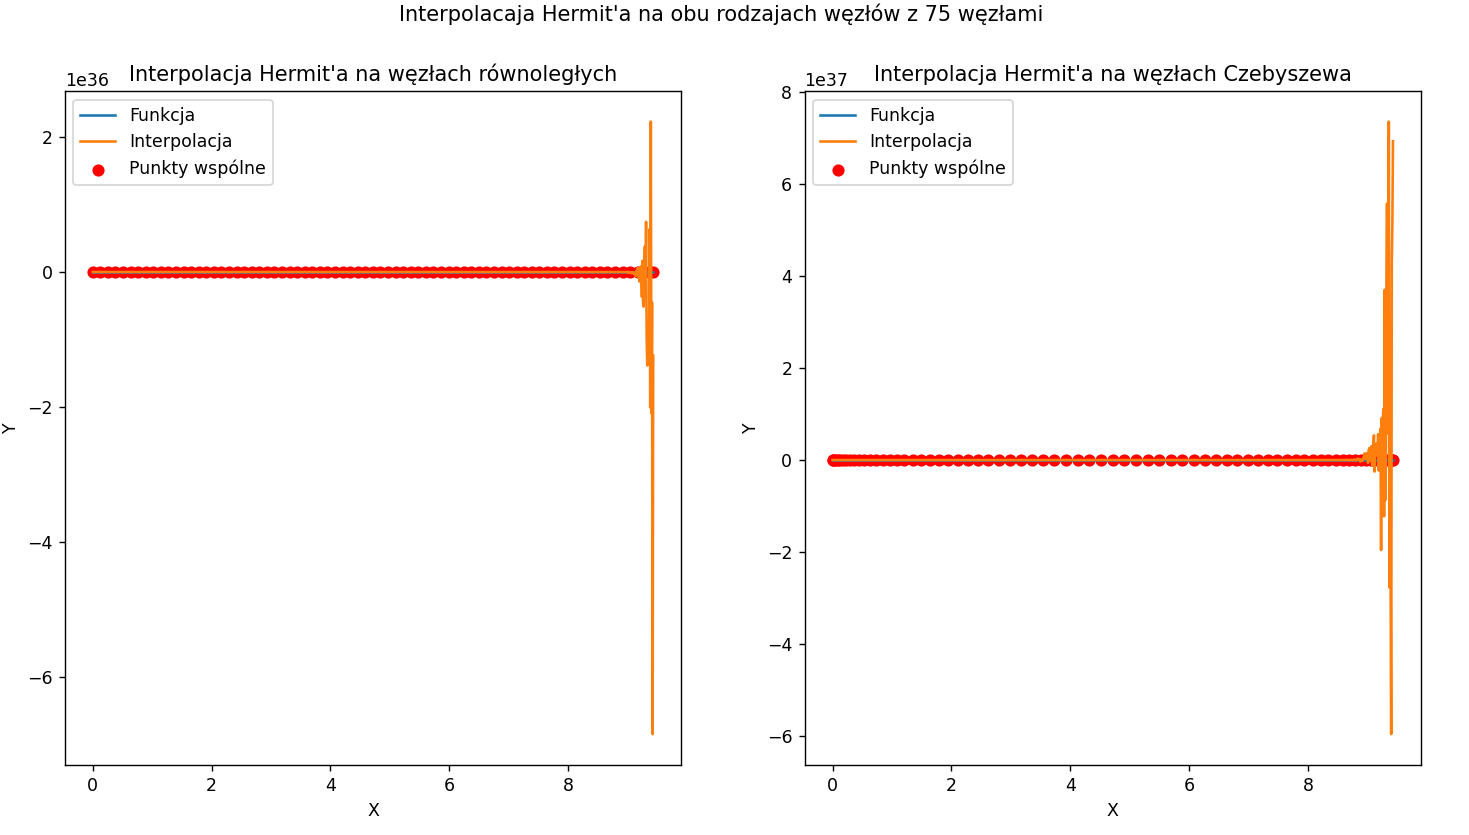 Interpolacaja Hermit'a na obu rodzajach węzłów z 75 węzłami
Interpolacja Hermit'a na węzłach równoległych
1e36
Funkcja
Interpolacja
Punkty wspólne
2
0
−2
−4
−6
Y
0 2 4 6 8
X
Interpolacja Hermit'a na węzłach Czebyszewa
1e37
Funkcja
Interpolacja
Punkty wspólne
8
6
4
2
0
−2
−4
−6
Y
0 2 4 6 8
X